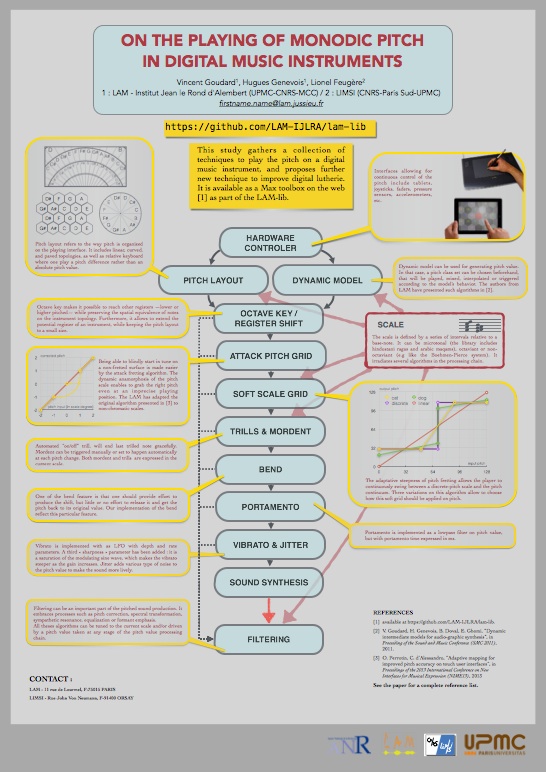 ON THE PLAYING OF MONODIC PITCH
IN DIGITAL MUSIC INSTRUMENTS
Vincent Goudard¹, Hugues Genevois¹, Lionel Feugère²
1 : LAM - Institut Jean le Rond d'Alembert (UPMC-CNRS-MCC) / 2 : LIMSI (CNRS-Paris Sud-UPMC)
firstname.name@lam.jussieu.fr
https://github.com/LAM-IJLRA/lam-lib
This study gathers a collection of
techniques to play the pitch on a digital
music instrument, and proposes further
new technique to improve digital lutherie.
It is available as a Max toolbox on the web
[1] as part of the LAM-lib.
Interfaces allowing for
continuous control of the
pitch include tablets,
joysticks, faders, pressure
sensors, accelerometers,
etc.
Pitch layout refers to the way pitch is organized
on the playing interface. It includes linear, curved,
and paved topologies, as well as relative keyboards
where one play a pitch difference rather than an
absolute pitch value.
HARDWARE
CONTROLER
PITCH LAYOUT
DYNAMIC MODEL
Dynamic model can be used for generating pitch value.
In that case, a pitch class set can be chosen beforehand,
that will be played, mixed, interpolated or triggered
according to the model's behavior. The authors from
LAM have presented such algorithms in [2].
Octave key makes it possible to reach other registers – lower or
higher pitched – while preserving the spatial equivalence of notes
on the instrument topology. Furthermore, it allows to extend the
potential register of an instrument, while keeping the pitch layout
to a small size.
OCTAVE KEY /
REGISTER SHIFT
SCALE
The scale is defined by a series of intervals relative to a
base-note. It can be microtonal (the library includes
hindustani ragas and arabic maqams), octaviant or non-
octaviant (e.g like the Boehmen-Pierce system). It
irradiates several algorithms in the processing chain.
ATTACK PITCH GRID
Being able to blindly start in tune on
a non-fretted surface is made easier
by the attack fretting algorithm. The
dynamic anamorphosis of the pitch
scale enables to grab the right pitch
even at an imprecise playing
position. The LAM has adapted the
original algorithm presented in [3] to
non-chromatic scales.
SOFT SCALE GRID
output pitch
The adaptive steepness of pitch fretting allows the player to
continuously swing between a discrete pitch scale and the pitch
continuum. Three variations on this algorithm allow to choose
how this soft grid should be applied on pitch.
TRILLS & MORDENT
Automated "on/off" trill, will end last trilled note gracefully.
Mordens can be triggered manually or set to happen automatically
at each pitch change. Both mordens and trills are expressed in the
current scale.
BEND
One of the bend feature is that one should provide effort to
produce the shift, but little or no effort to release it and get the
pitch back to its original value. Our implementation of the bend
reflect this particular feature.
PORTAMENTO
Portamento is implemented as a lowpass filter on pitch value,
but with portamento time expressed in ms.
VIBRATO & JITTER
Vibrato is implemented as LFO with depth and rate
parameters. A third « sharpness » parameter has been added : it is
a saturation of the modulating sine wave, which makes the vibrato
steeper as the gain increases. Jitter adds various type of noise to
the pitch value to make the sound more lively.
SOUND SYNTHESIS
FILTERING
Filtering can be an important part of the pitched sound production. It
embraces processes such as pitch correction, spectral transformation,
sympathetic resonance, equalization or formant emphasis.
All theses algorithms can be tuned to the current scale and/or driven
by a pitch value taken at any stage of the pitch value processing
chain.
REFERENCES
[1] available at https://github.com/LAM-IJLRA/lam-lib.
[2] V. Goudard, H. Genevois, B. Doval, E. Ghomi, "Dynamic
intermediate models for audio-graphic synthesis", in
Proceeding of the Sound and Music Conference (SMC 2011),
2011.
[3] O. Perrotin, C. d'Alessandro, "Adaptive mapping for
improved pitch accuracy on touch user interfaces", in
Proceedings of the 2013 International Conference on New
Interfaces for Musical Expression (NIME13), 2013
See the paper for a complete reference list.
CONTACT :
LAM : 11 rue de Lourmel, F-75015 PARIS
LIMSI : Rue John Von Neumann, F-91403 ORSAY
UPMC
PARISUNIVERSITAS